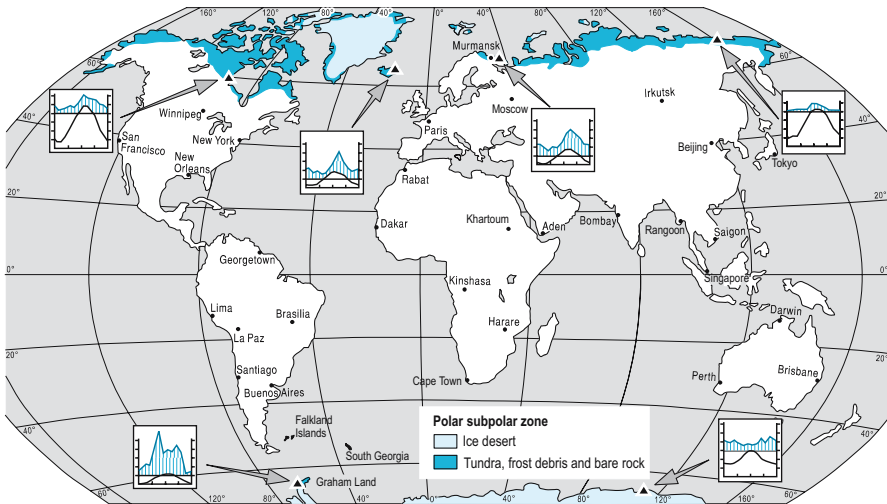 160°
120°
80°
40°
0°
40°
80°
120°
160°
60°
60°
Murmansk
Irkutsk
Moscow
Winnipeg
40°
40°
San
Francisco
New York
Paris
Beijing
Tokyo
New
Orleans
Rabat
20°
20°
Dakar
Khartoum
Aden
Bombay
Rangoon
Saigon
Georgetown
0°
0°
Singapore
Kinshasa
Lima
Brasilia
Darwin
La Paz
Harare
20°
20°
Santiago
Perth
Brisbane
Cape Town
Buenos Aires
Falkland
Islands
Polar subpolar zone
Ice desert
Tundra, frost debris and bare rock
40°
40°
South Georgia
Graham Land
60°
160°
120°
80°
40°
0°
40°
80°
120°
160°
60°